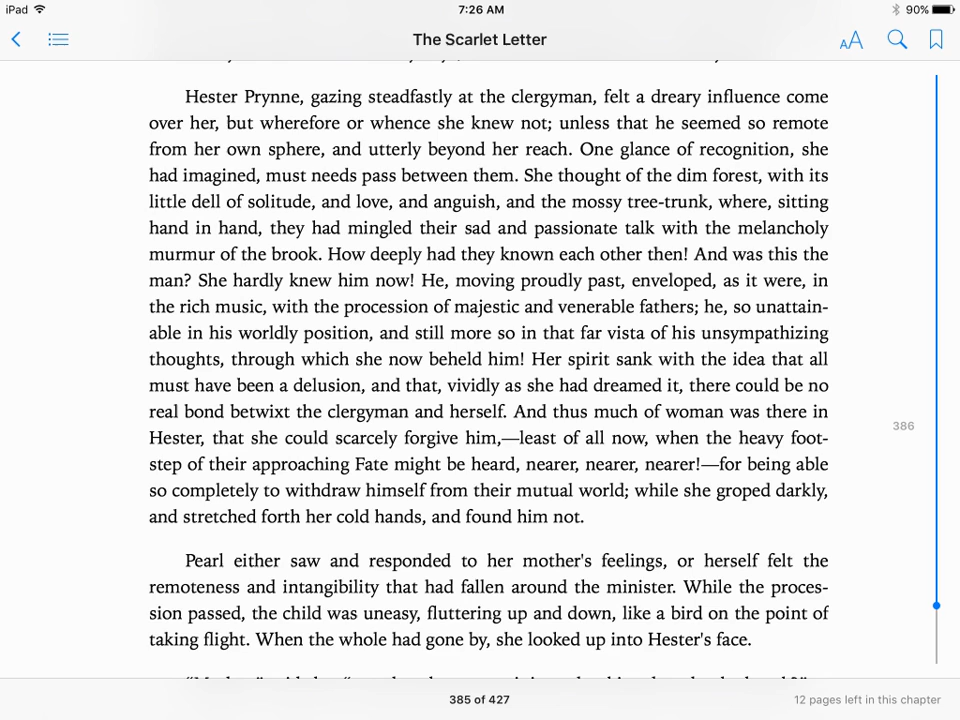 iPad
7:26 AM
90%
The Scarlet Letter
AA
Hester Prynne, gazing steadfastly at the clergyman, felt a dreary influence come
over her, but wherefore or whence she knew not; unless that he seemed so remote
from her own sphere, and utterly beyond her reach. One glance of recognition, she
had imagined, must needs pass between them. She thought of the dim forest, with its
little dell of solitude, and love, and anguish, and the mossy tree-trunk, where, sitting
hand in hand, they had mingled their sad and passionate talk with the melancholy
murmur of the brook. How deeply had they known each other then! And was this the
man? She hardly knew him now! He, moving proudly past, enveloped, as it were, in
the rich music, with the procession of majestic and venerable fathers; he, so unattain-
able in his worldly position, and still more so in that far vista of his unsympathizing
thoughts, through which she now beheld him! Her spirit sank with the idea that all
must have been a delusion, and that, vividly as she had dreamed it, there could be no
real bond betwixt the clergyman and herself. And thus much of woman was there in
Hester, that she could scarcely forgive him,—least of all now, when the heavy foot-
step of their approaching Fate might be heard, nearer, nearer, nearer!—for being able
so completely to withdraw himself from their mutual world; while she groped darkly,
and stretched forth her cold hands, and found him not.
386
Pearl either saw and responded to her mother's feelings, or herself felt the
remoteness and intangibility that had fallen around the minister. While the proces-
sion passed, the child was uneasy, fluttering up and down, like a bird on the point of
taking flight. When the whole had gone by, she looked up into Hester's face.
385 of 427
12 pages left in this chapter